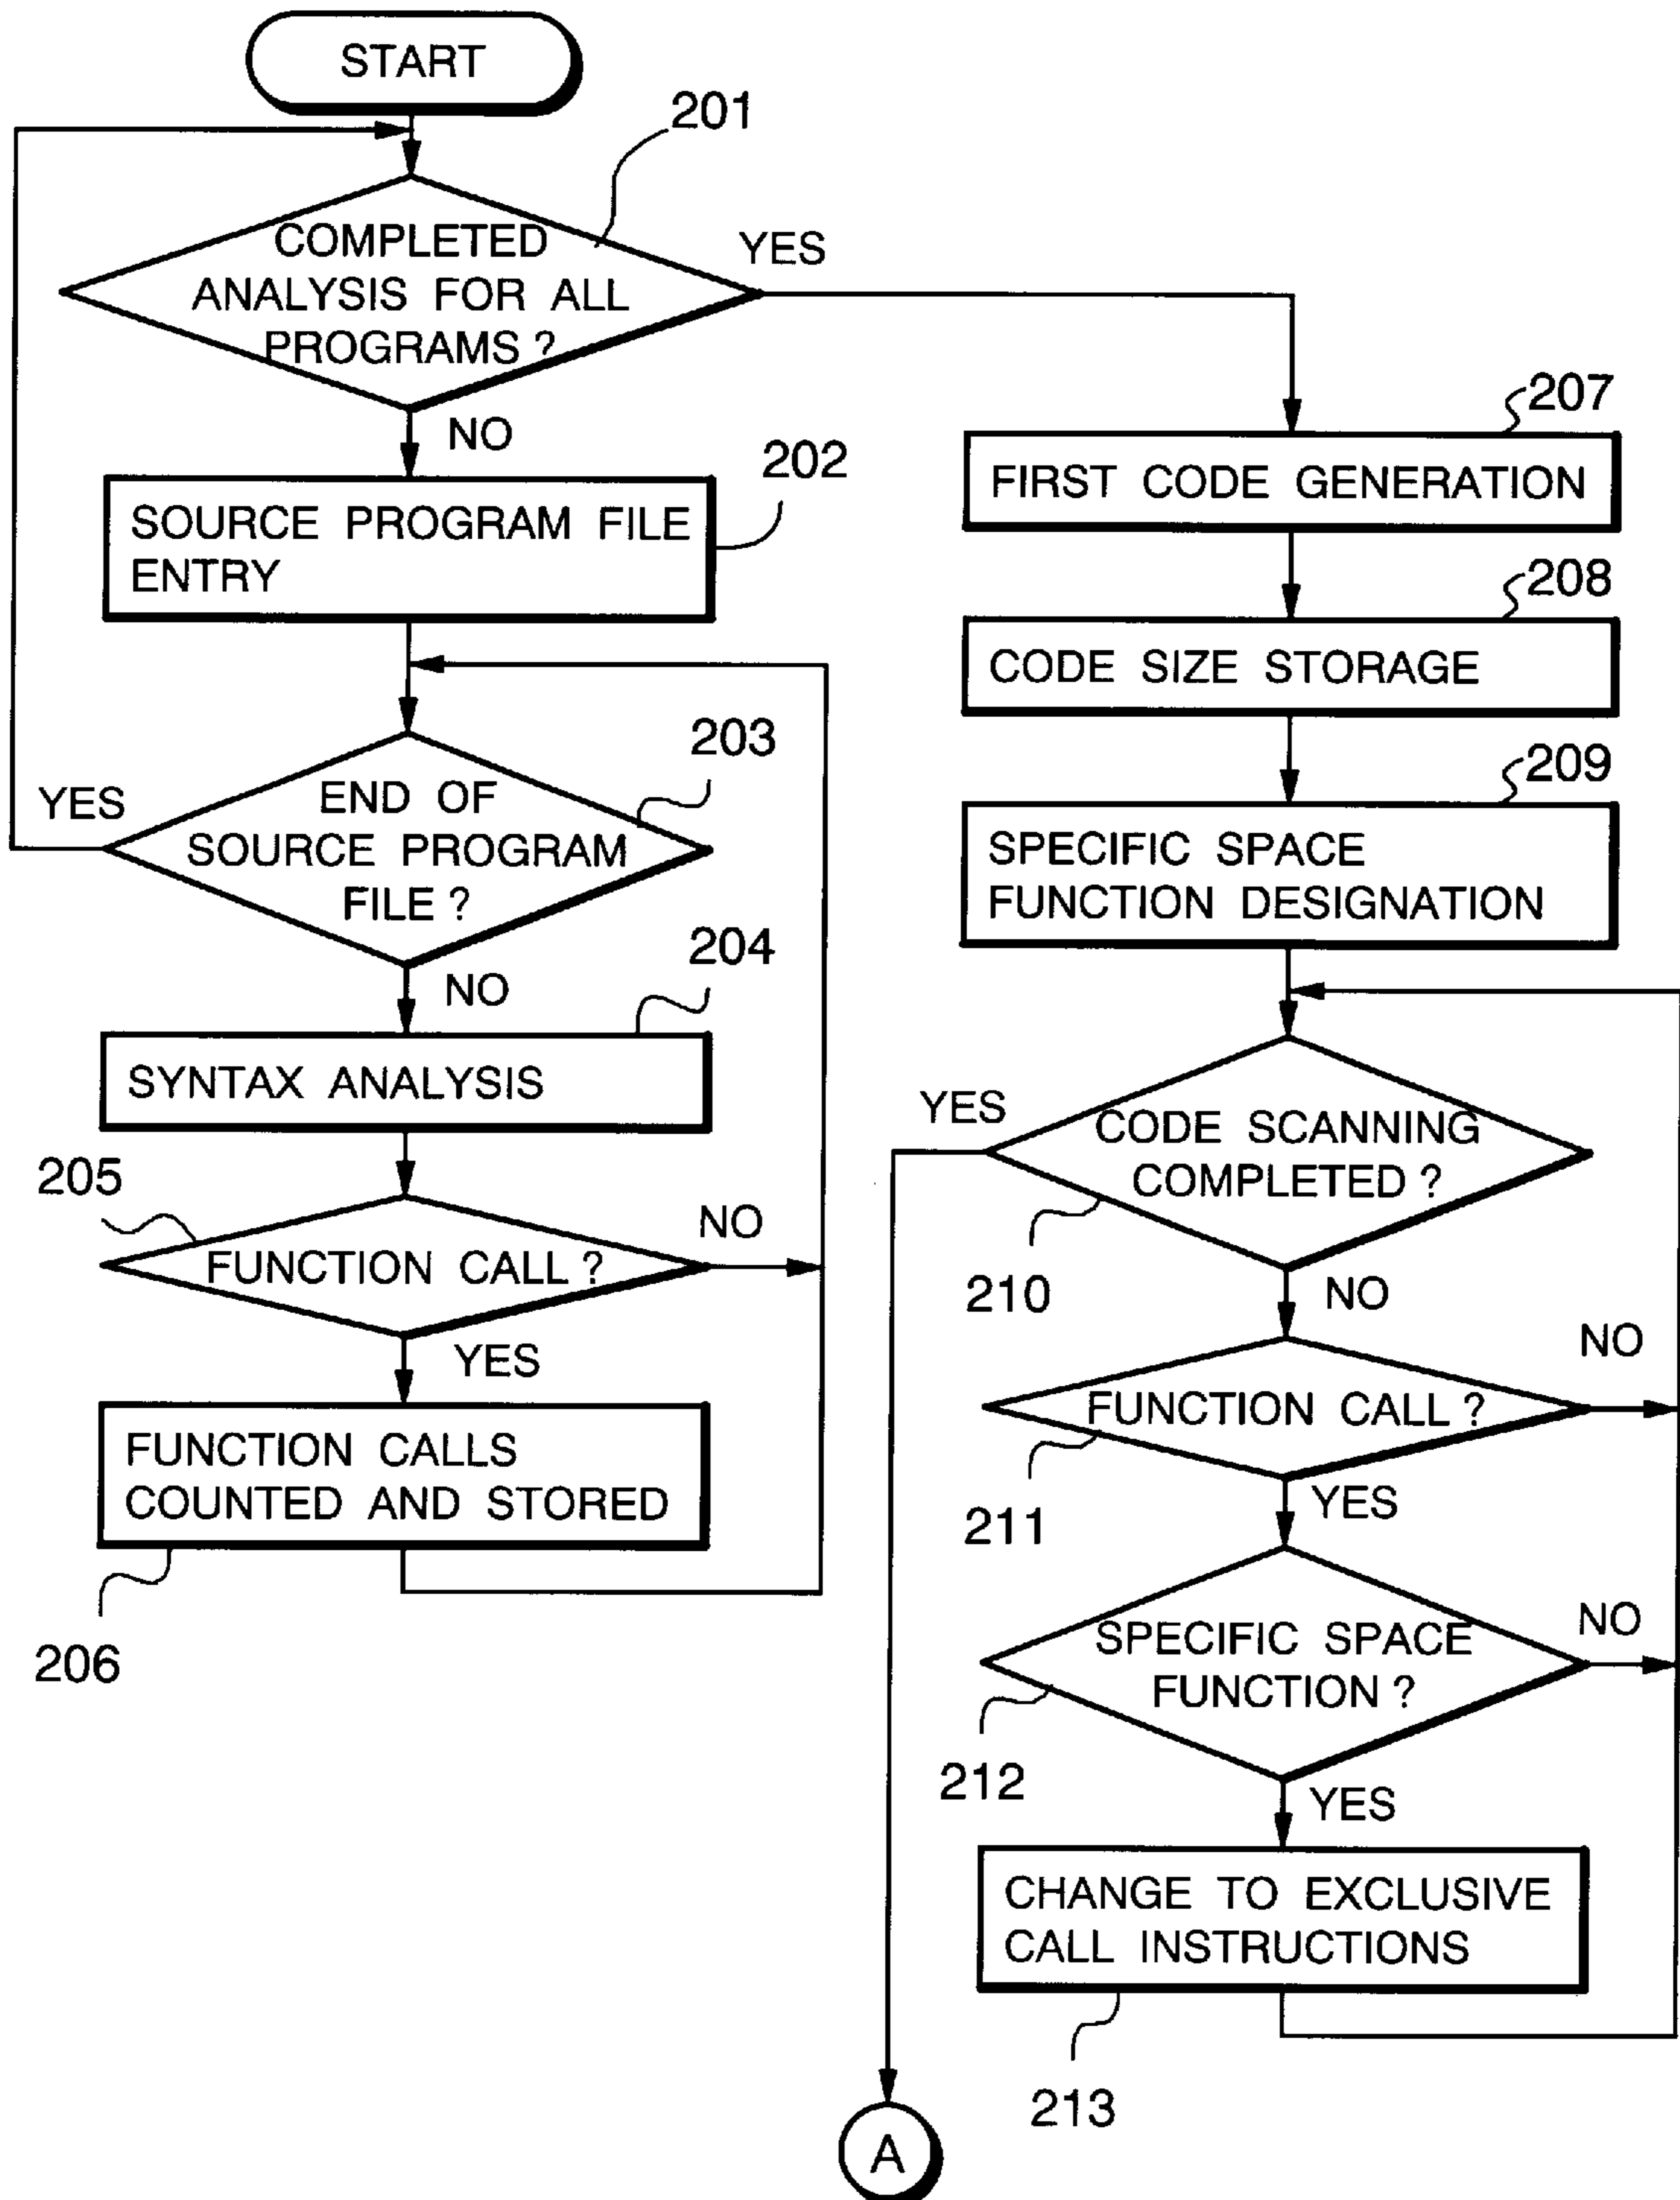 START
201
COMPLETED
ANALYSIS FOR ALL
PROGRAMS ?
YES
NO
202
SOURCE PROGRAM FILE
ENTRY
203
YES
END OF
SOURCE PROGRAM
FILE ?
NO
204
SYNTAX ANALYSIS
205
FUNCTION CALL ?
NO
YES
FUNCTION CALLS
COUNTED AND STORED
206
207
FIRST CODE GENERATION
208
CODE SIZE STORAGE
209
SPECIFIC SPACE
FUNCTION DESIGNATION
YES
CODE SCANNING
COMPLETED ?
210
NO
NO
FUNCTION CALL ?
211
YES
SPECIFIC SPACE
FUNCTION ?
NO
212
YES
CHANGE TO EXCLUSIVE
CALL INSTRUCTIONS
213
A